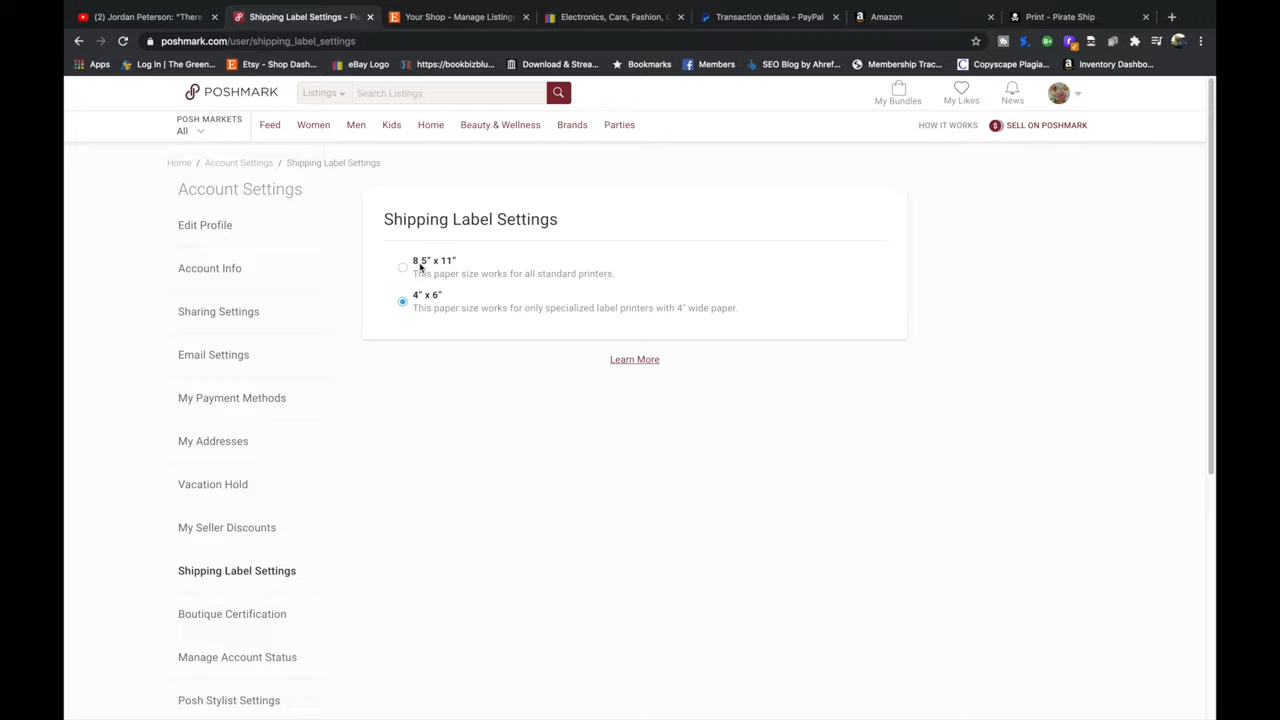 (2) Jordan Peterson: "There
Shipping Label Settings - Po
Your Shop - Manage Listing
Electronics, Cars, Fashion, C
Transaction details - PayPal
Amazon
Print - Pirate Ship
poshmark.com/user/shipping_label_settings
Apps
Log In | The Green...
Etsy - Shop Dash...
eBay Logo
https://bookbizblu...
Download & Strea...
Bookmarks
Members
SEO Blog by Ahref...
Membership Trac...
Copyscape Plagia...
Inventory Dashbo...
POSHMARK
Listings
Search Listings
My Bundles
My Likes
News
POSH MARKETS
All
Feed
Women
Men
Kids
Home
Beauty & Wellness
Brands
Parties
HOW IT WORKS
SELL ON POSHMARK
Home / Account Settings / Shipping Label Settings
Account Settings
Edit Profile
Account Info
Sharing Settings
Email Settings
My Payment Methods
My Addresses
Vacation Hold
My Seller Discounts
Shipping Label Settings
Boutique Certification
Manage Account Status
Posh Stylist Settings
Shipping Label Settings
8.5" x 11"
This paper size works for all standard printers.
4" x 6"
This paper size works for only specialized label printers with 4" wide paper.
Learn More